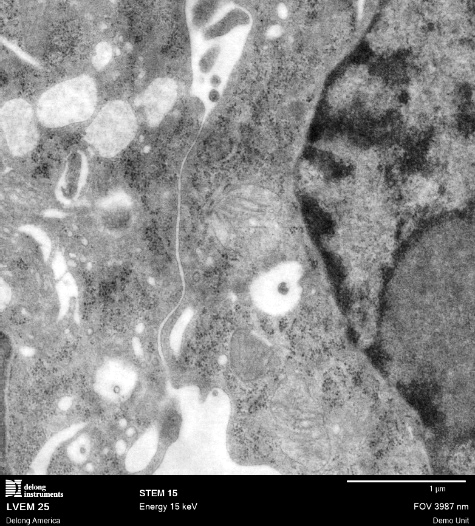 delong
instruments
LVEM 25
Delong America
STEM 15
Energy 15 keV
1 µm
FOV 3987 nm
Demo Unit